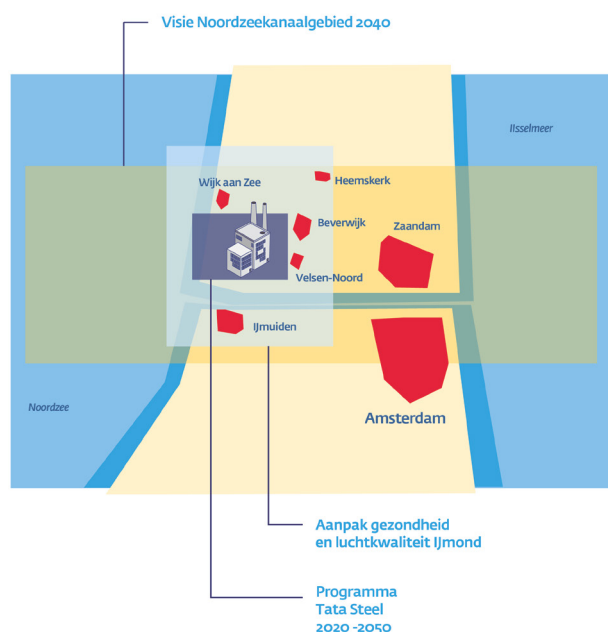 Visie Noordzeekanaalgebied 2040
IJsselmeer
Wijk aan Zee
Heemskerk
Beverwijk
Zaandam
Velsen-Noord
IJmuiden
Noordzee
Amsterdam
Aanpak gezondheid
en luchtkwaliteit IJmond
Programma
Tata Steel
2020 -2050